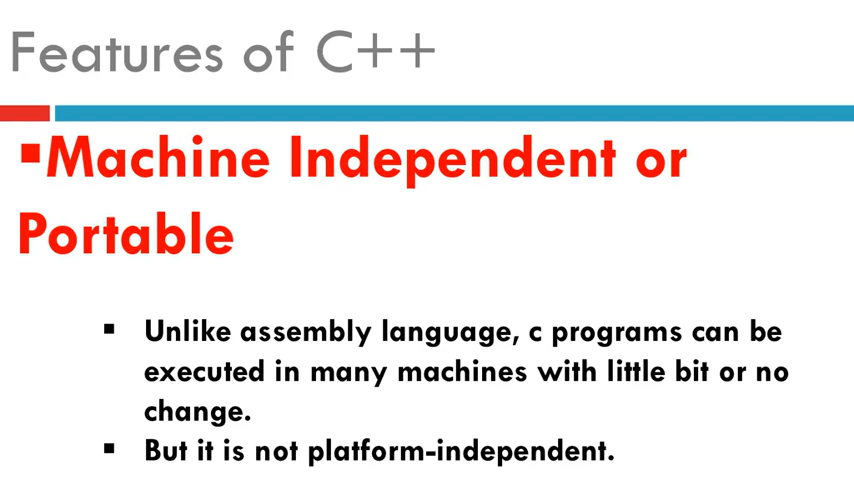 Features of C++
▪Machine Independent or
Portable
▪ Unlike assembly language, c programs can be
executed in many machines with little bit or no
change.
▪ But it is not platform-independent.